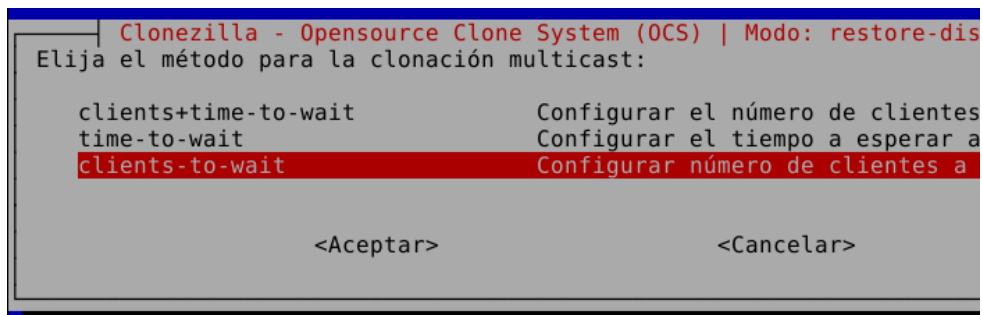 Clonezilla - Opensource Clone System (OCS) | Modo: restore-dis
Elija el método para la clonación multicast:
clients+time-to-wait Configurar el número de clientes
time-to-wait Configurar el tiempo a esperar a
clients-to-wait Configurar número de clientes a
<Aceptar> <Cancelar>